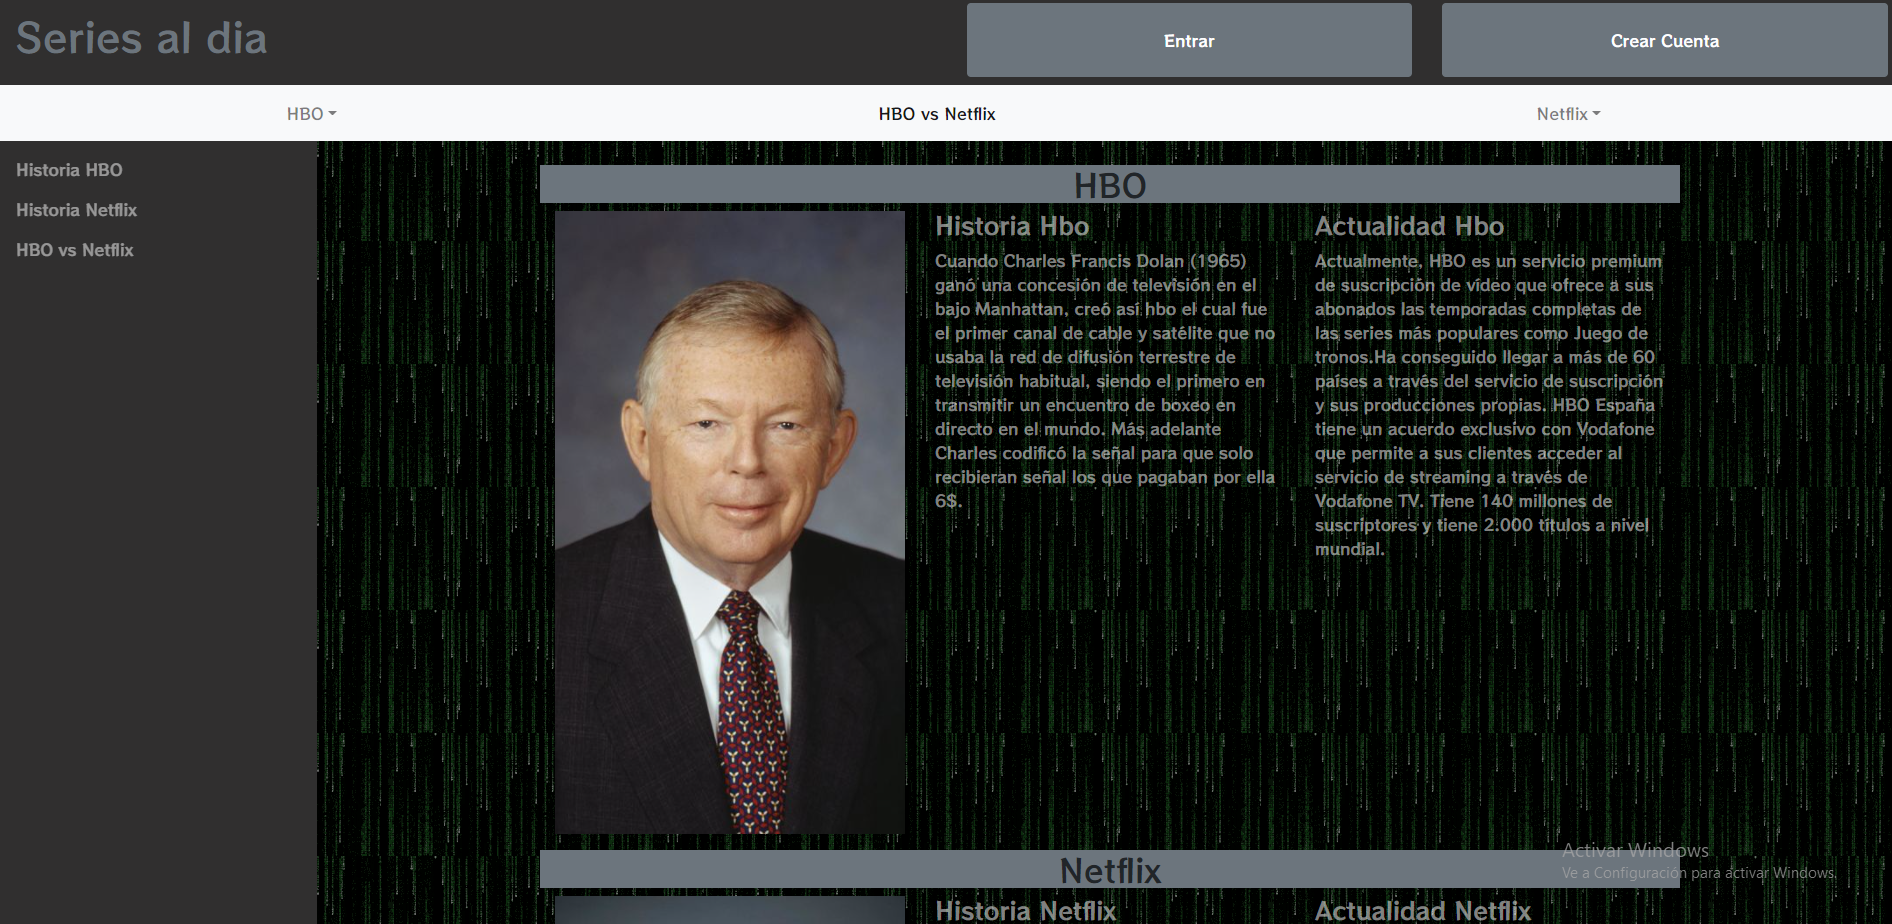 Series al dia
Entrar
Crear Cuenta
HBO
HBO vs Netflix
Netflix
Historia HBO
Historia Netflix
HBO vs Netflix
HBO
Historia Hbo
Cuando Charles Francis Dolan (1965)
ganó una concesión de televisión en el
bajo Manhattan, creó así hbo el cual fue
el primer canal de cable y satélite que no
usaba la red de difusión terrestre de
televisión habitual, siendo el primero en
transmitir un encuentro de boxeo en
directo en el mundo. Más adelante
Charles codificó la señal para que solo
recibieran señal los que pagaban por ella
6$.
Actualidad Hbo
Actualmente, HBO es un servicio premium
de suscripción de vídeo que ofrece a sus
abonados las temporadas completas de
las series más populares como Juego de
tronos.Ha conseguido llegar a más de 60
países a través del servicio de suscripción
y sus producciones propias. HBO España
tiene un acuerdo exclusivo con Vodafone
que permite a sus clientes acceder al
servicio de streaming a través de
Vodafone TV. Tiene 140 millones de
suscriptores y tiene 2.000 títulos a nivel
mundial.
Netflix
Historia Netflix
Actualidad Netflix
Activar Windows
Ve a Configuración para activar Windows.